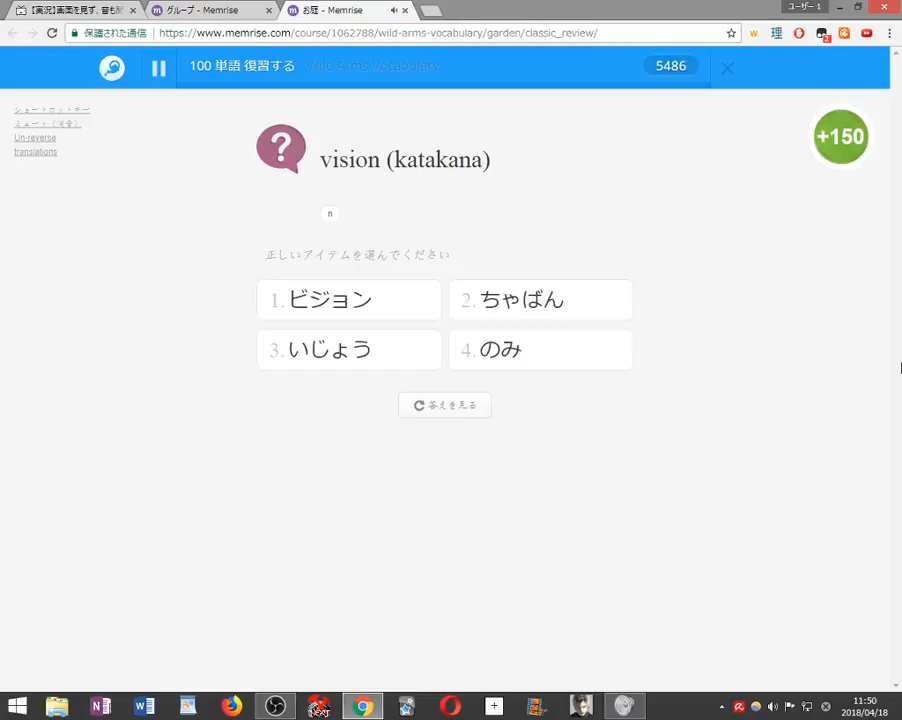 【実況】画面を見ず、音も
グループ - Memrise
お庭 - Memrise
ユーザー 1
保護された通信
https://www.memrise.com/course/1062788/wild-arms-vocabulary/garden/classic_review/
100 単語 復習する
Wild Arms Vocabulary
5486
ショートカットキー
ミュート (消音)
Un-reverse
translations
+150
?
vision (katakana)
n
正しいアイテムを選んでください
1. ビジョン
2. ちゃばん
3. いじょう
4. のみ
答えを見る
11:50
2018/04/18